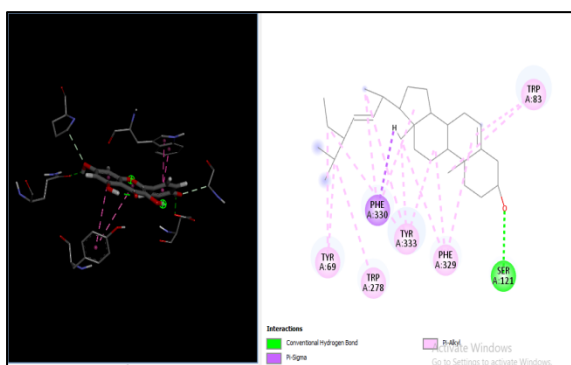 TRP
A:83
H
PHE
A:330
TYR
A:333
PHE
A:329
TYR
A:69
TRP
A:278
O
SER
A:121
Interactions
Conventional Hydrogen Bond
Pi-Sigma
Pi-Alkyl
Activate Windows
Go to Settings to activate Windows.